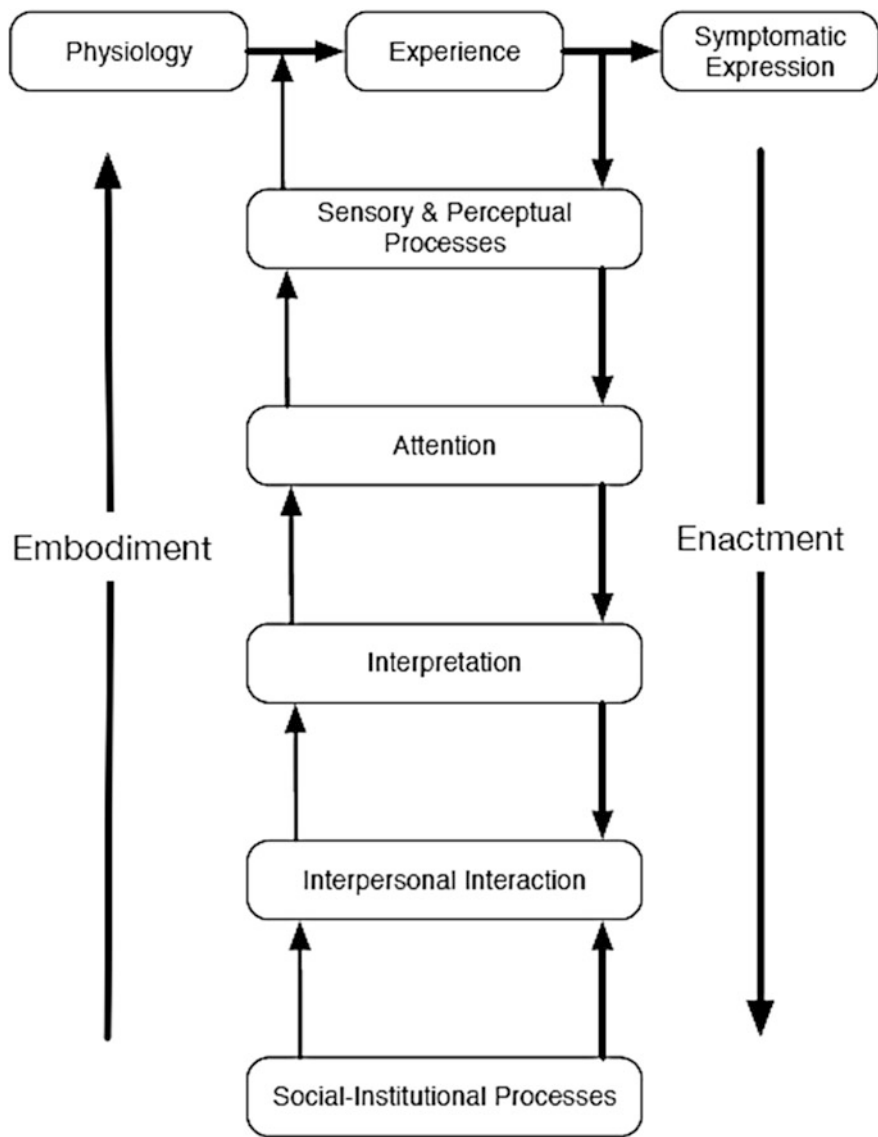 Physiology
Experience
Symptomatic
Expression
Sensory & Perceptual
Processes
Attention
Embodiment
Enactment
Interpretation
Interpersonal Interaction
Social-Institutional Processes